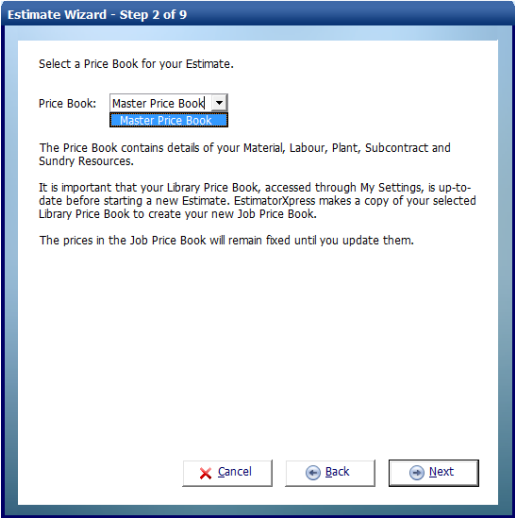 Estimate Wizard - Step 2 of 9
Select a Price Book for your Estimate.
Price Book: Master Price Book
Master Price Book
The Price Book contains details of your Material, Labour, Plant, Subcontract and
Sundry Resources.
It is important that your Library Price Book, accessed through My Settings, is up-to-
date before starting a new Estimate. EstimatorXpress makes a copy of your selected
Library Price Book to create your new Job Price Book.
The prices in the Job Price Book will remain fixed until you update them.
Cancel Back Next